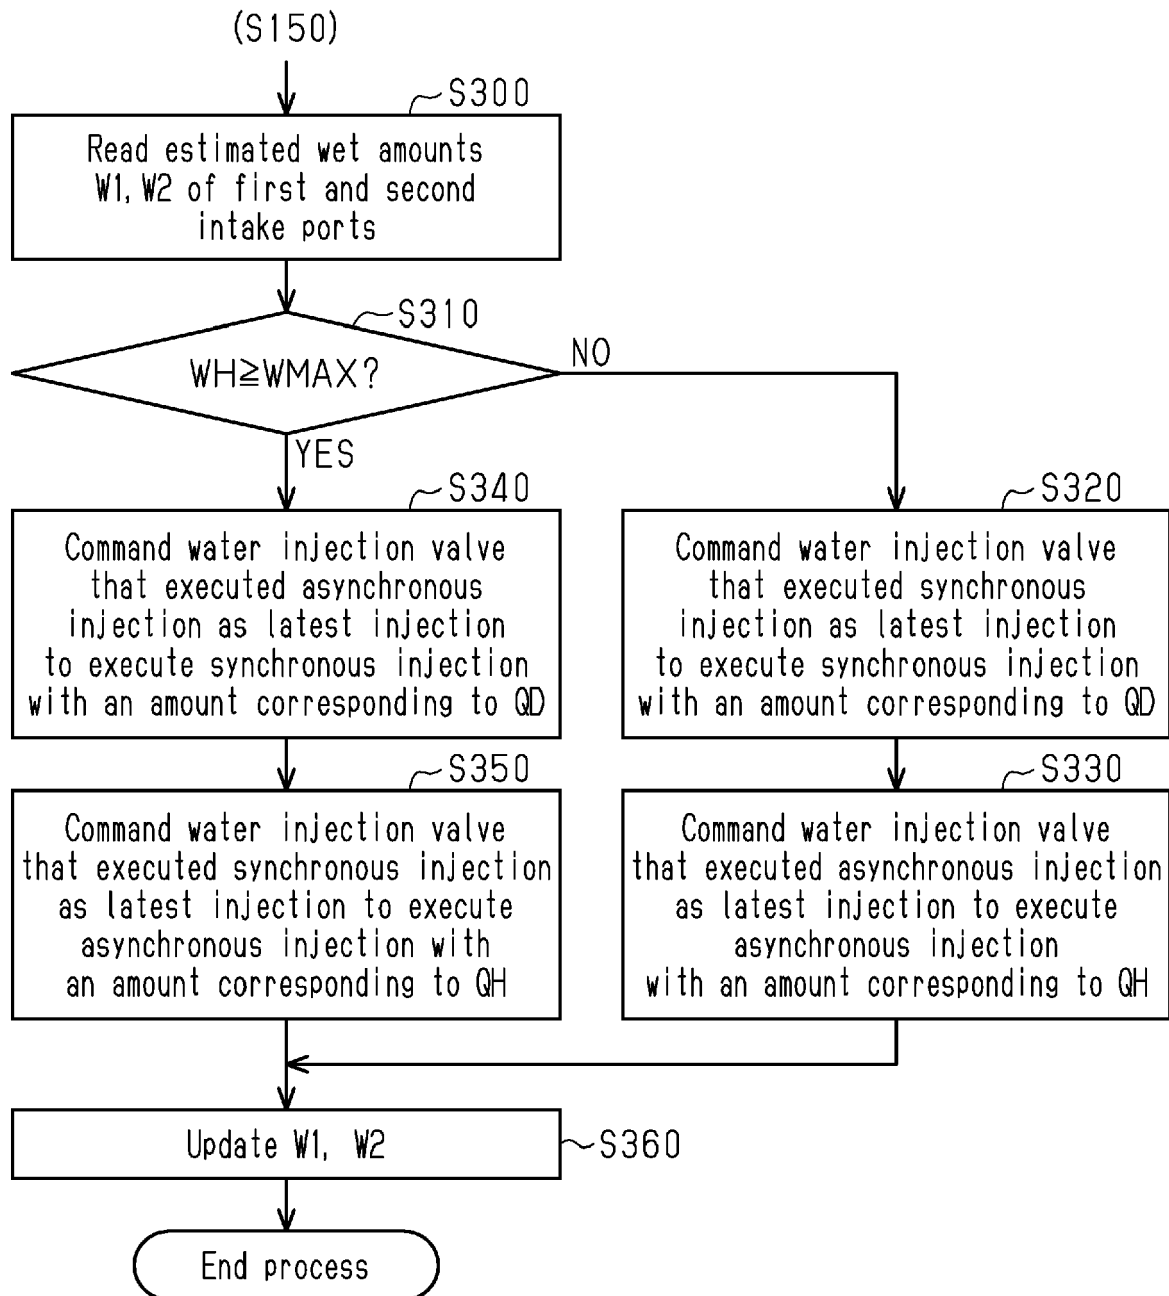 (S150)
S300
Read estimated wet amounts
W1, W2 of first and second
intake ports
S310
WH≧WMAX?
NO
YES
S340
Command water injection valve
that executed asynchronous
injection as latest injection
to execute synchronous injection
with an amount corresponding to QD
S320
Command water injection valve
that executed synchronous
injection as latest injection
to execute synchronous injection
with an amount corresponding to QD
S350
Command water injection valve
that executed synchronous injection
as latest injection to execute
asynchronous injection with
an amount corresponding to QH
S330
Command water injection valve
that executed asynchronous injection
as latest injection to execute
asynchronous injection
with an amount corresponding to QH
Update W1, W2
S360
End process